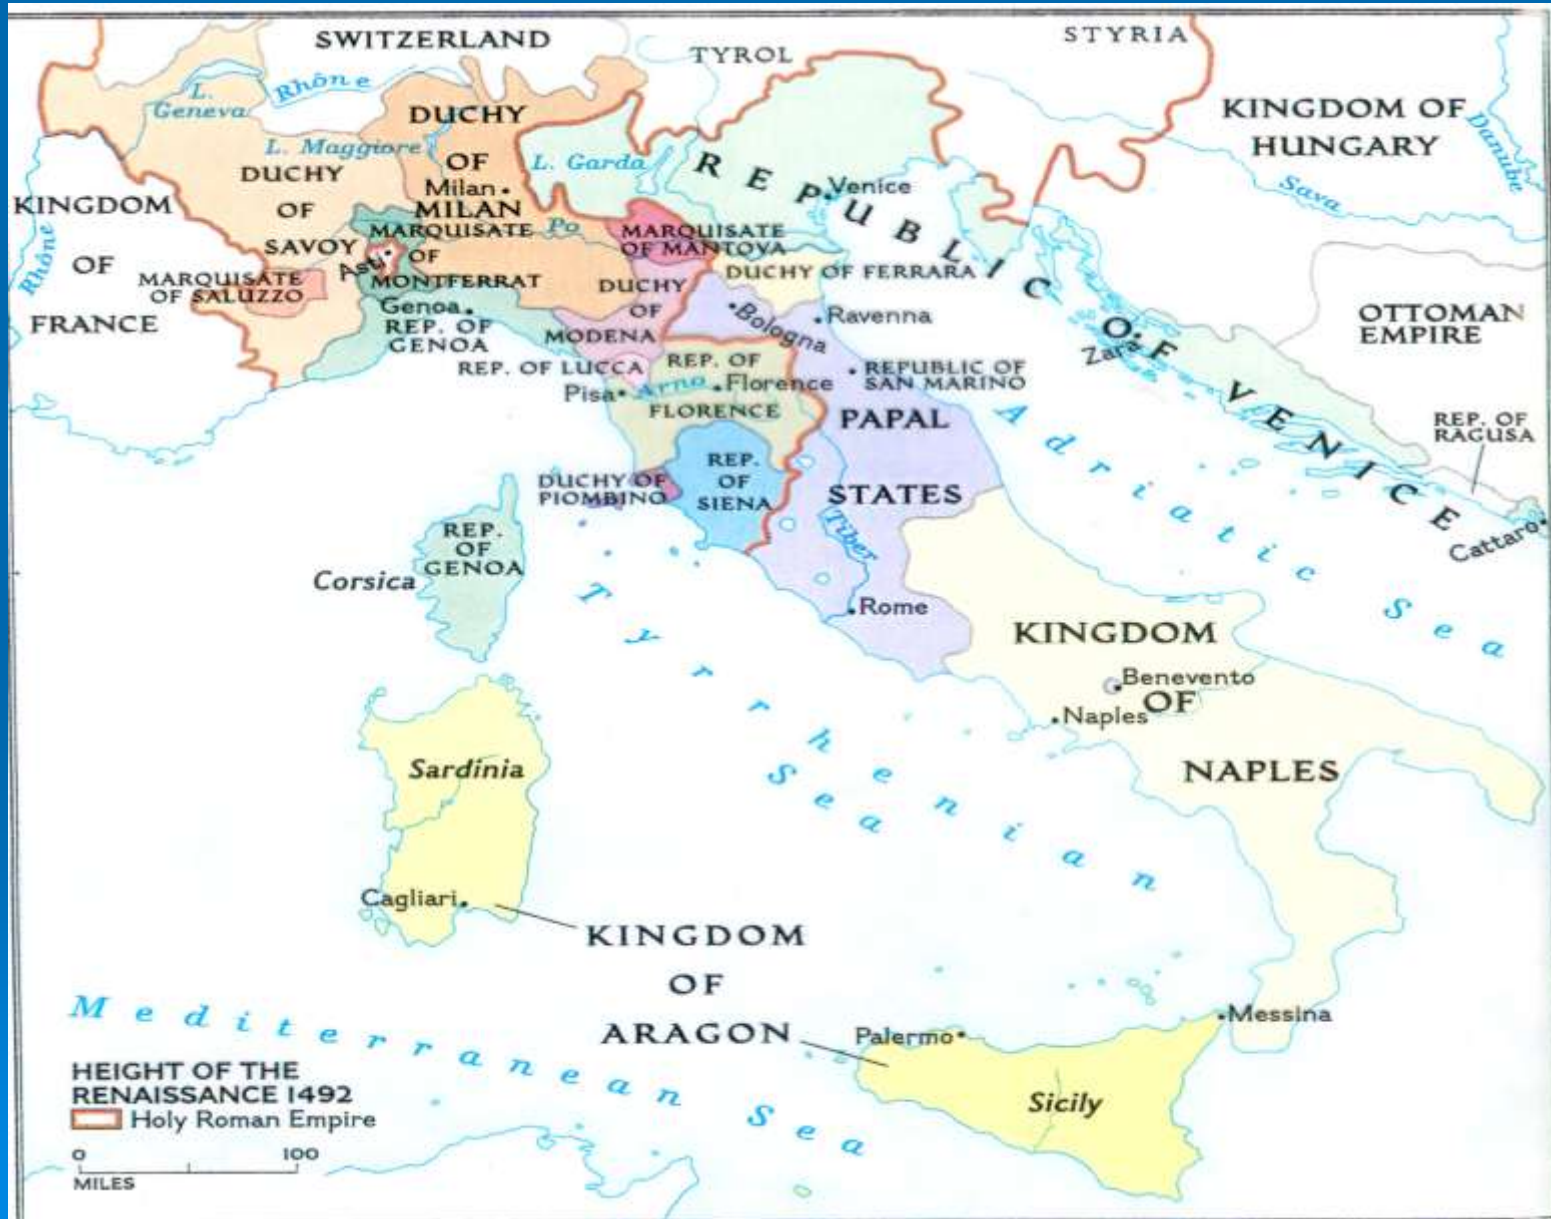 SWITZERLAND
TYROL
STYRIA
L.
Geneva
Rhône
DUCHY
OF
Milan
MILAN
KINGDOM OF
HUNGARY
Danube
Sava
L. Maggiore
L. Garda
DUCHY
OF
SAVOY
REPUBLIC OF VENICE
Venice
KINGDOM
OF
FRANCE
Rhône
MARQUISATE
OF
MONTFERRAT
Asti
Po
MARQUISATE
OF MANTOVA
MARQUISATE
OF SALUZZO
DUCHY OF FERRARA
DUCHY
OF
MODENA
Genoa
REP. OF
GENOA
Bologna
Ravenna
Zara
OTTOMAN
EMPIRE
REP. OF LUCCA
REP. OF
FLORENCE
Pisa
Arno
Florence
REPUBLIC OF
SAN MARINO
PAPAL
STATES
Adriatic Sea
REP. OF
RAGUSA
Cattaro
DUCHY OF
PIOMBINO
REP.
OF
SIENA
Tiber
REP.
OF
GENOA
Corsica
Rome
Tyrrhenian
Sea
KINGDOM
OF
NAPLES
Benevento
Naples
Sardinia
Cagliari
KINGDOM
OF
ARAGON
Mediterranean Sea
Palermo
Messina
Sicily
HEIGHT OF THE
RENAISSANCE 1492
Holy Roman Empire
0 100
MILES